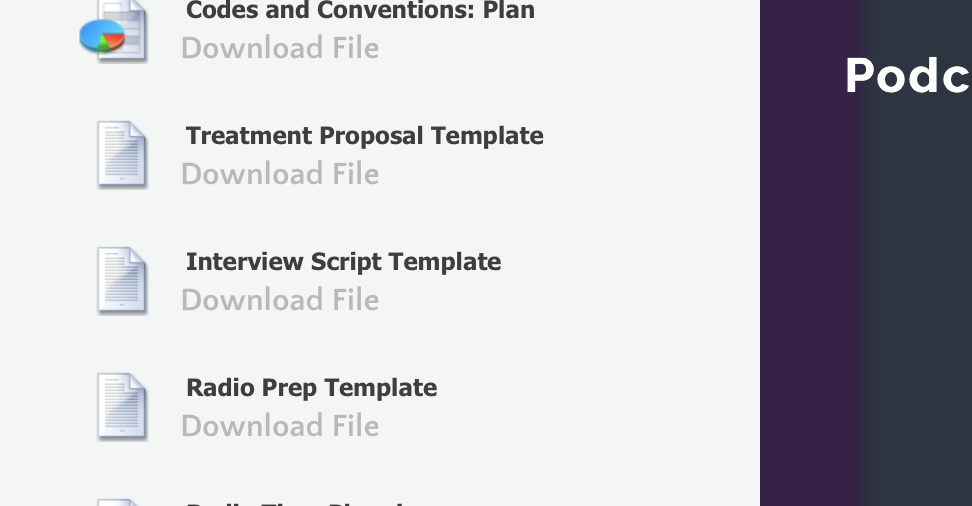 Codes and Conventions: Plan
Download File
Podc
Treatment Proposal Template
Download File
Interview Script Template
Download File
Radio Prep Template
Download File